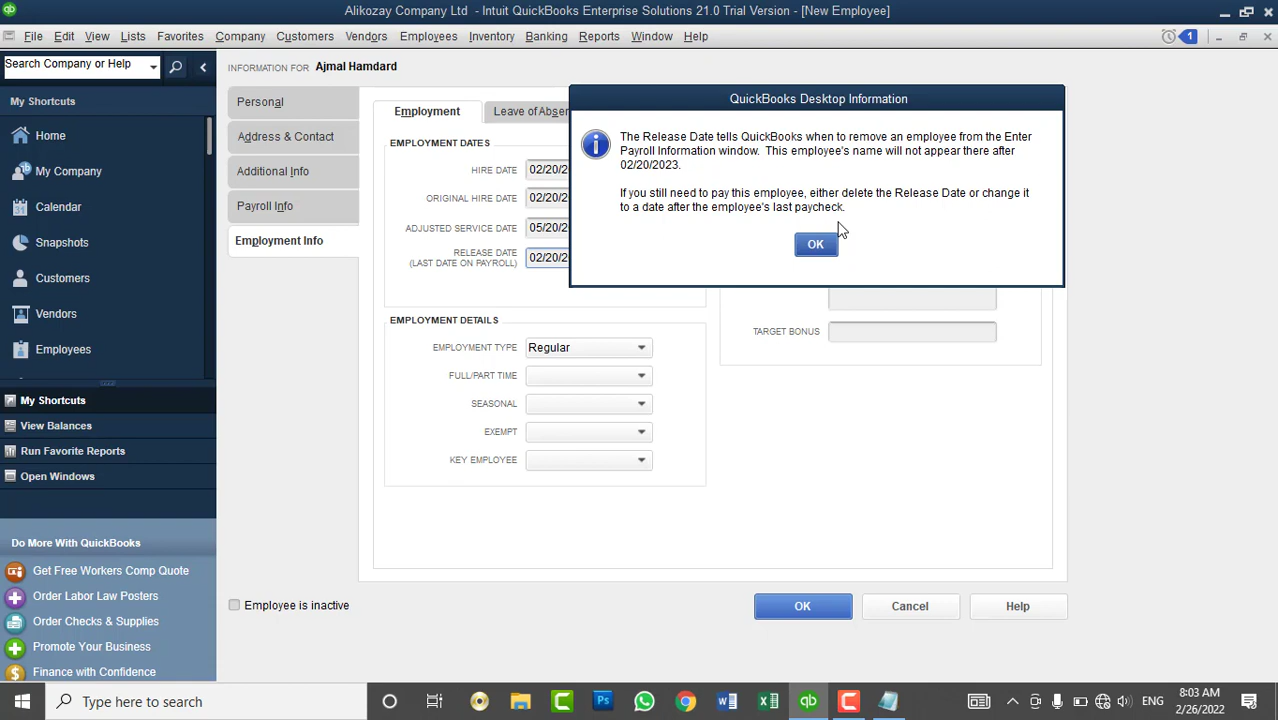 Alikozay Company Ltd - Intuit QuickBooks Enterprise Solutions 21.0 Trial Version - [New Employee]
File Edit View Lists Favorites Company Customers Vendors Employees Inventory Banking Reports Window Help
1
Search Company or Help
My Shortcuts
Home
My Company
Calendar
Snapshots
Customers
Vendors
Employees
My Shortcuts
View Balances
Run Favorite Reports
Open Windows
Do More With QuickBooks
Get Free Workers Comp Quote
Order Labor Law Posters
Order Checks & Supplies
Promote Your Business
Finance with Confidence
INFORMATION FOR Ajmal Hamdard
Personal
Address & Contact
Additional Info
Payroll Info
Employment Info
Employment
EMPLOYMENT DATES
HIRE DATE
ORIGINAL HIRE DATE
ADJUSTED SERVICE DATE
RELEASE DATE
(LAST DATE ON PAYROLL)
EMPLOYMENT DETAILS
EMPLOYMENT TYPE Regular
FULL/PART TIME
SEASONAL
EXEMPT
KEY EMPLOYEE
TARGET BONUS
QuickBooks Desktop Information
The Release Date tells QuickBooks when to remove an employee from the Enter
Payroll Information window. This employee's name will not appear there after
02/20/2023.
If you still need to pay this employee, either delete the Release Date or change it
to a date after the employee's last paycheck.
OK
Employee is inactive
OK Cancel Help
Type here to search
ENG
8:03 AM
2/26/2022